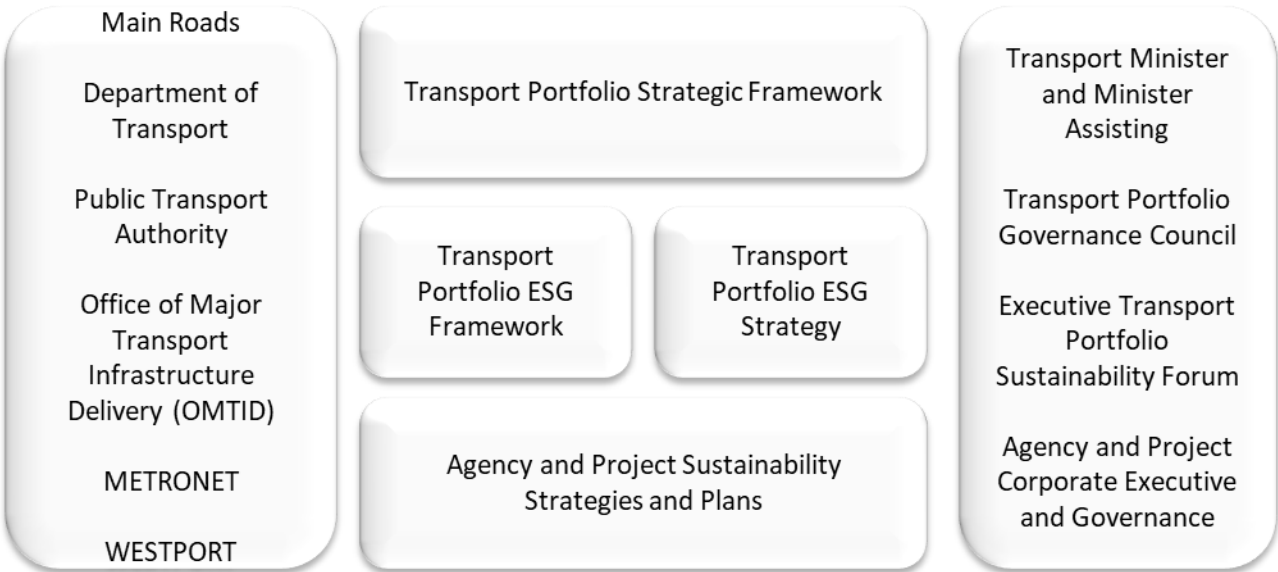 Main Roads
Department of
Transport
Public Transport
Authority
Office of Major
Transport
Infrastructure
Delivery (OMTID)
METRONET
WESTPORT
Transport Portfolio Strategic Framework
Transport
Portfolio ESG
Framework
Transport
Portfolio ESG
Strategy
Agency and Project Sustainability
Strategies and Plans
Transport Minister
and Minister
Assisting
Transport Portfolio
Governance Council
Executive Transport
Portfolio
Sustainability Forum
Agency and Project
Corporate Executive
and Governance